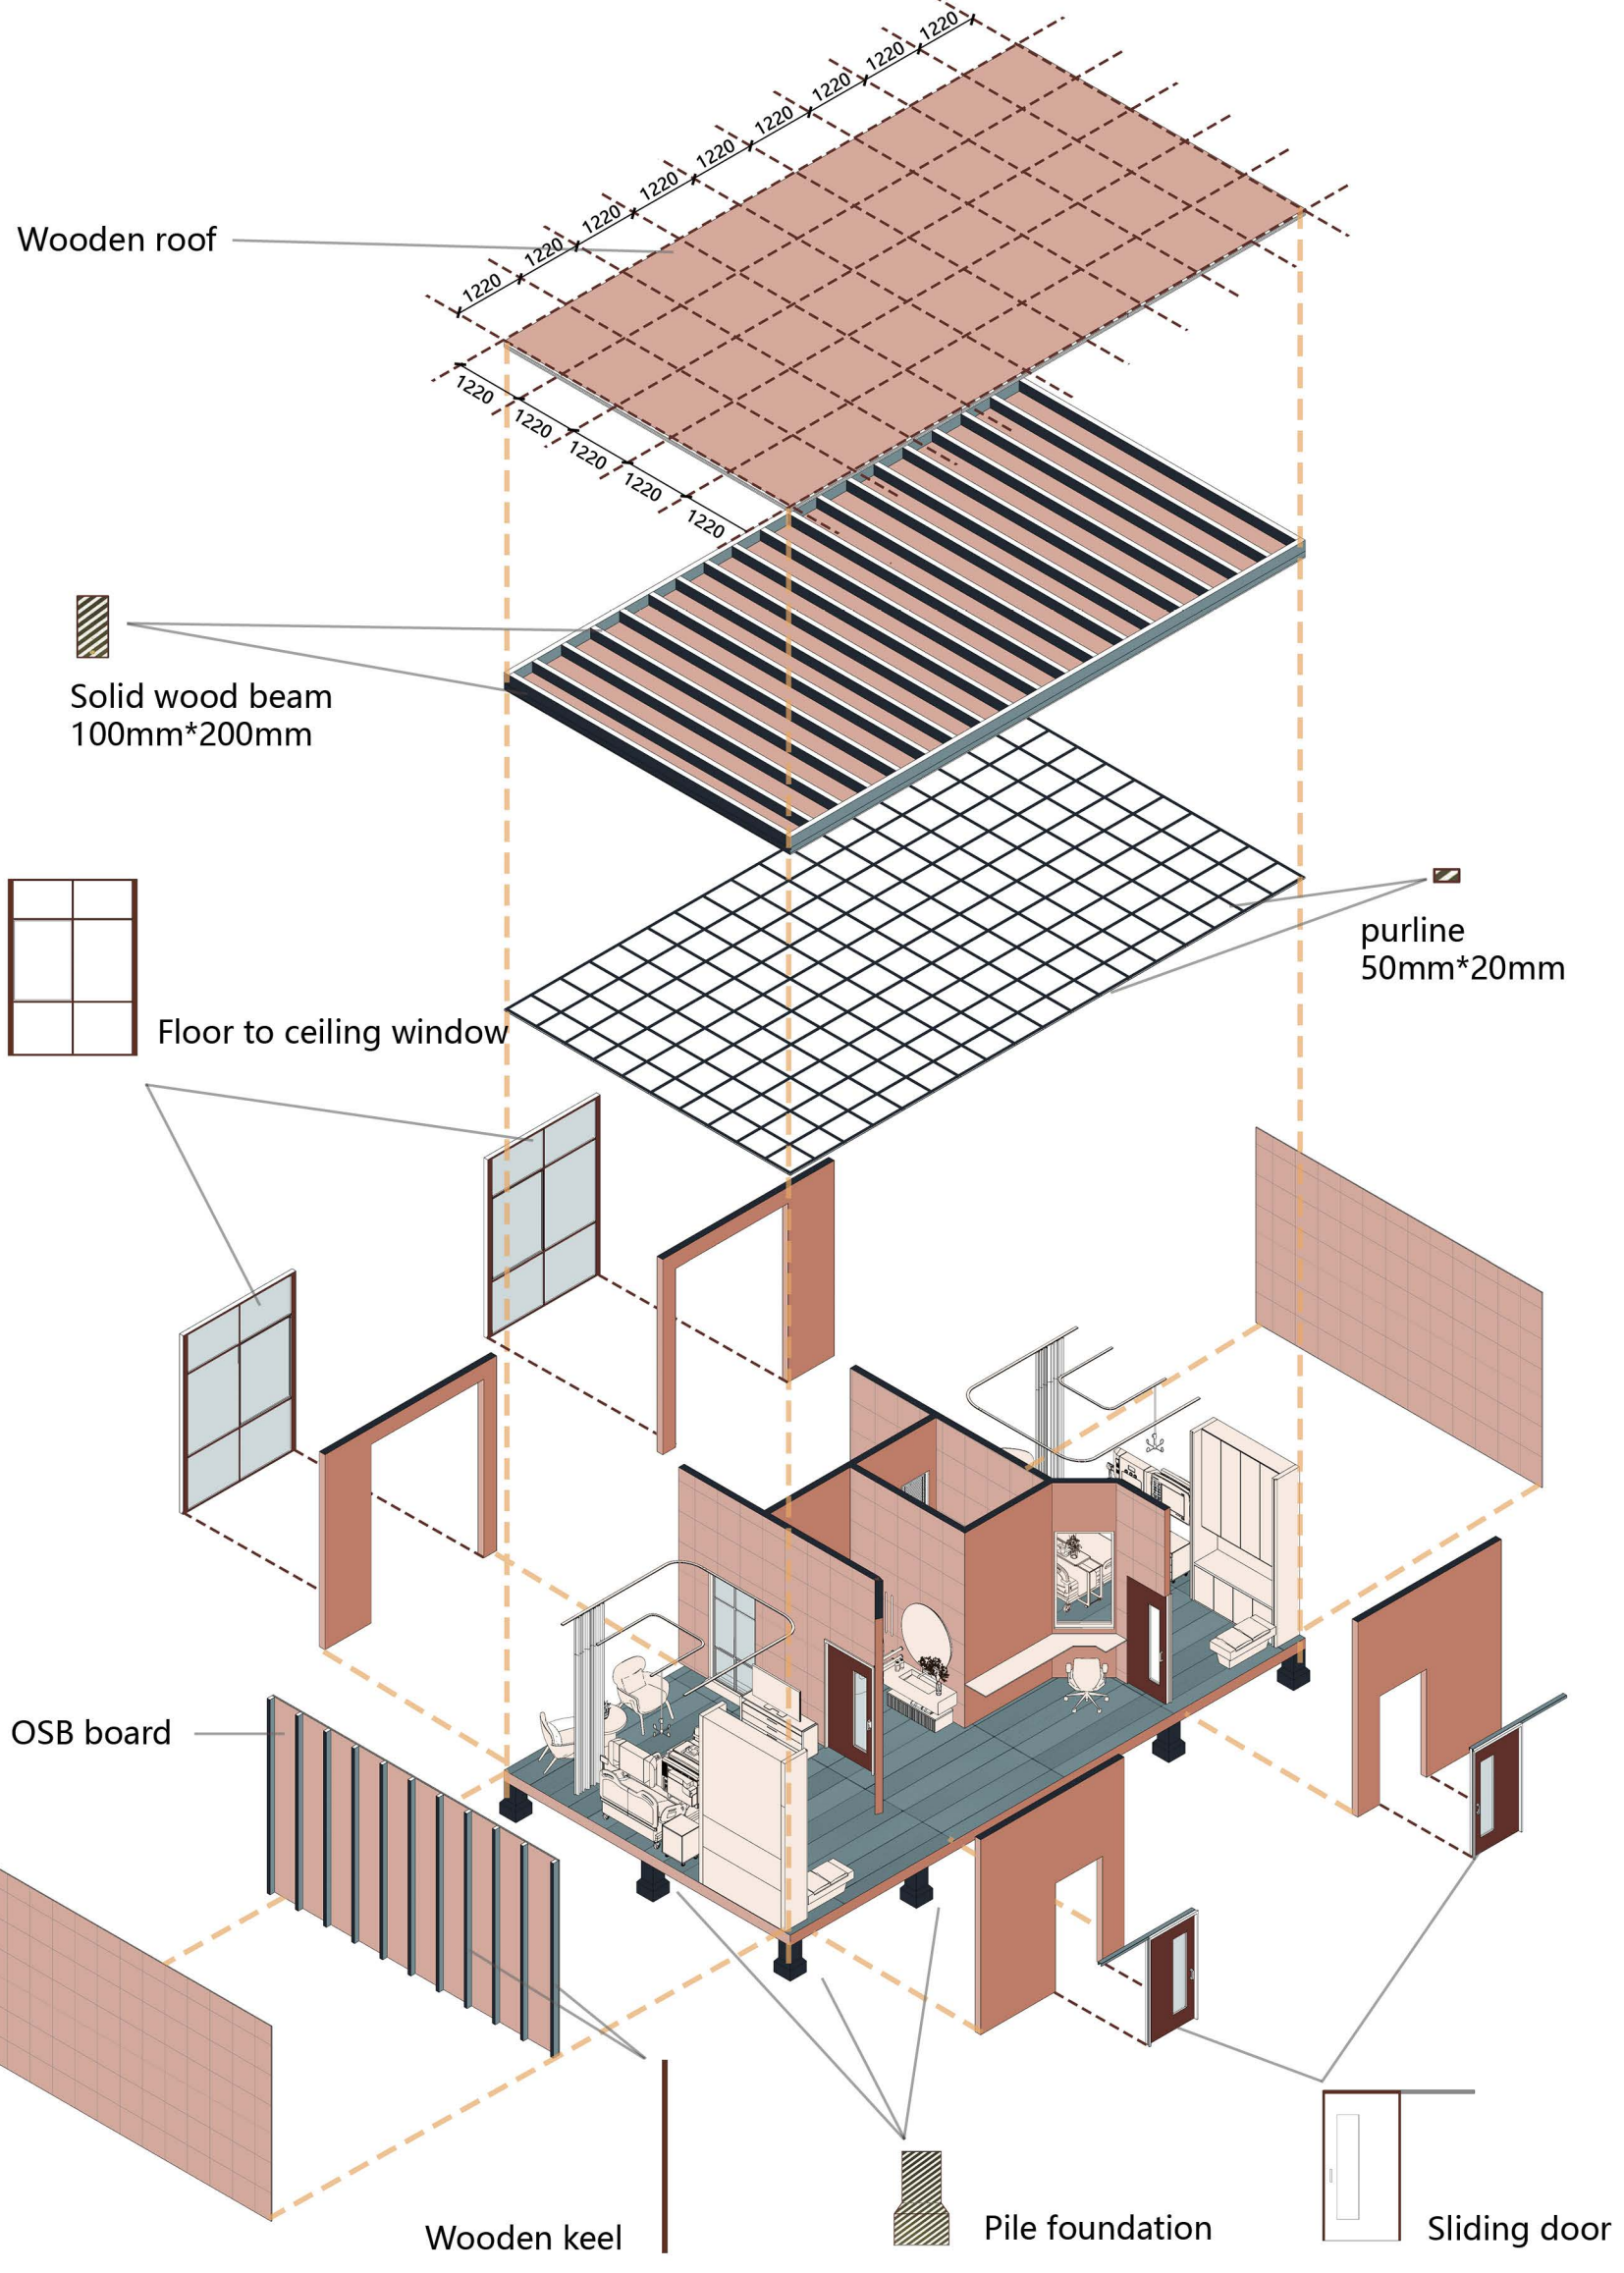 1220
1220
1220
1220
1220
1220
1220
1220
1220
Wooden roof
1220
1220
1220
1220
1220
Solid wood beam
100mm*200mm
purline
50mm*20mm
Floor to ceiling window
OSB board
Wooden keel
Pile foundation
Sliding door